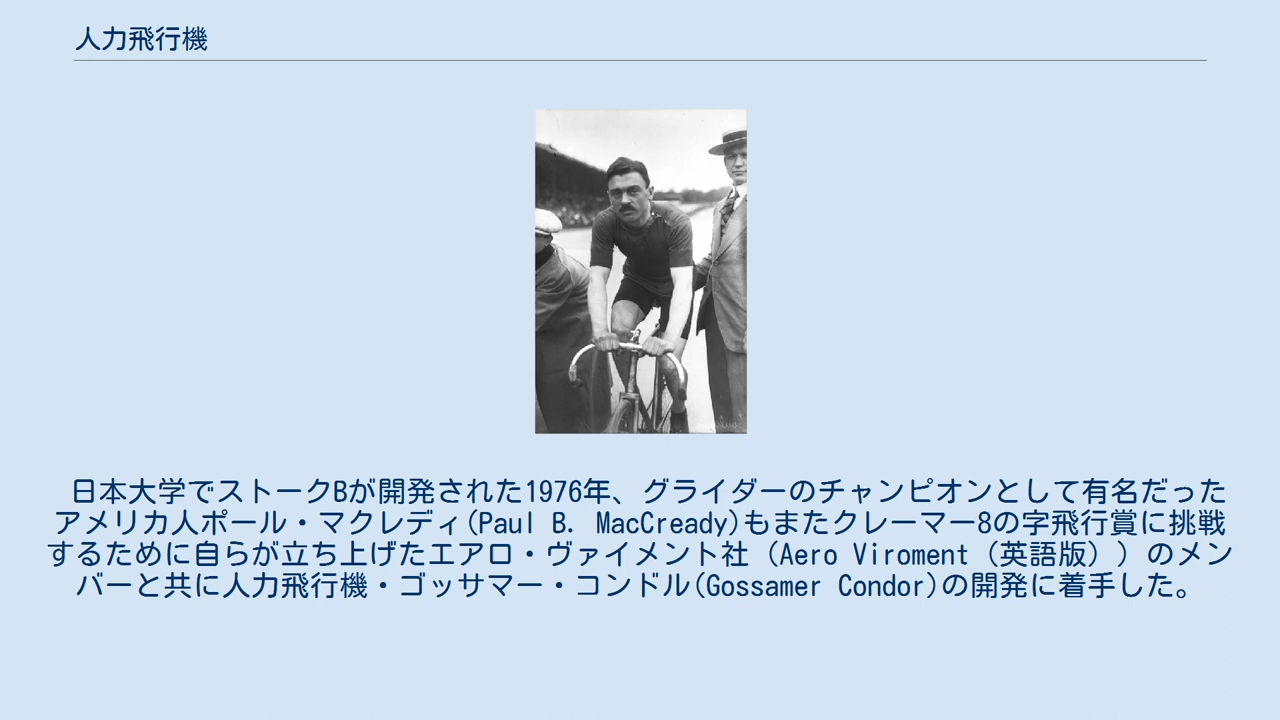 人力飛行機
日本大学でストークBが開発された1976年、グライダーのチャンピオンとして有名だった
アメリカ人ポール・マクレディ(Paul B. MacCready)もまたクレーマー8の字飛行賞に挑戦
するために自らが立ち上げたエアロ・ヴァイメント社（Aero Viroment（英語版））のメン
バーと共に人力飛行機・ゴッサマー・コンドル(Gossamer Condor)の開発に着手した。